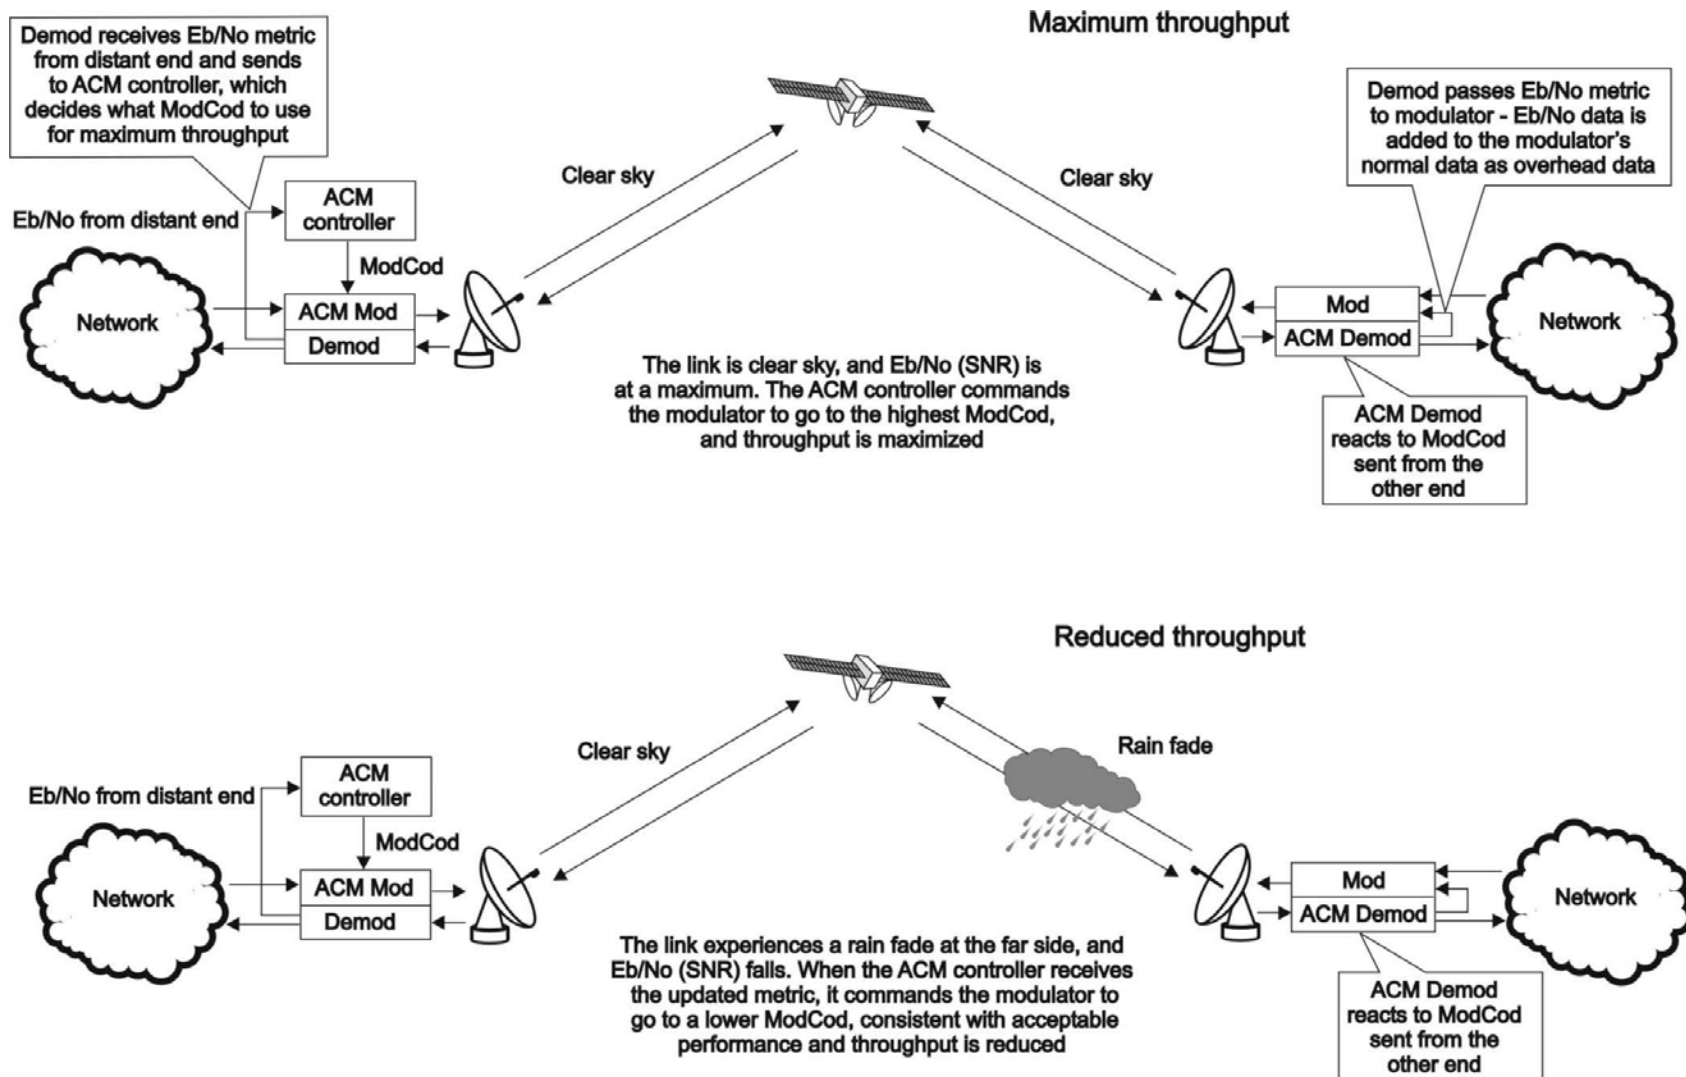 Maximum throughput
Demod receives Eb/No metric
from distant end and sends
to ACM controller, which
decides what ModCod to use
for maximum throughput
Demod passes Eb/No metric
to modulator - Eb/No data is
added to the modulator's
normal data as overhead data
Clear sky
Clear sky
ACM
controller
Eb/No from distant end
ModCod
Network
ACM Mod
Demod
Mod
ACM Demod
Network
The link is clear sky, and Eb/No (SNR) is
at a maximum. The ACM controller commands
the modulator to go to the highest ModCod,
and throughput is maximized
ACM Demod
reacts to ModCod
sent from the
other end
Reduced throughput
Clear sky
Rain fade
ACM
controller
Eb/No from distant end
ModCod
Network
ACM Mod
Demod
Mod
ACM Demod
Network
The link experiences a rain fade at the far side, and
Eb/No (SNR) falls. When the ACM controller receives
the updated metric, it commands the modulator to
go to a lower ModCod, consistent with acceptable
performance and throughput is reduced
ACM Demod
reacts to ModCod
sent from the
other end